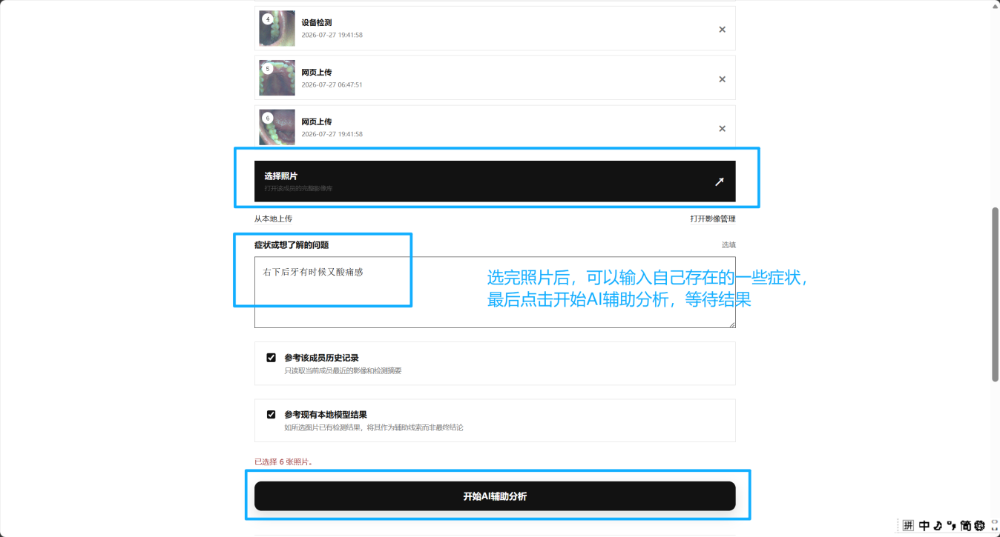 4
设备检测
2026-07-27 19:41:58
5
网页上传
2026-07-27 06:47:51
6
网页上传
2026-07-27 19:41:58
选择照片
打开该成员的完整影像库
从本地上传
打开影像管理
症状或想了解的问题
选填
右下后牙有时候又酸痛感
选完照片后，可以输入自己存在的一些症状，
最后点击开始AI辅助分析，等待结果
参考该成员历史记录
只读取当前成员最近的影像和检测摘要
参考现有本地模型结果
如所选图片已有检测结果，将其作为辅助线索而非最终结论
已选择 6 张照片。
开始AI辅助分析
拼 中 简